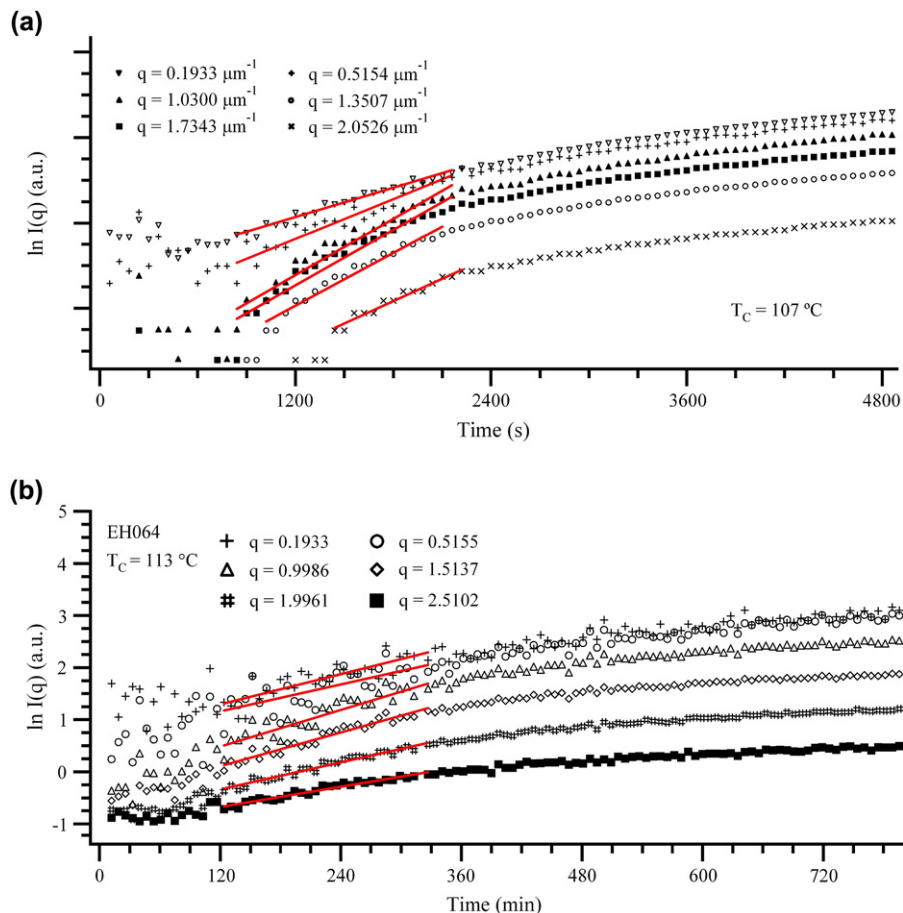 (a)
q = 0.1933 μm⁻¹ q = 0.5154 μm⁻¹
q = 1.0300 μm⁻¹ q = 1.3507 μm⁻¹
q = 1.7343 μm⁻¹ q = 2.0526 μm⁻¹
ln I(q) (a.u.)
T_C = 107 ºC
0 1200 2400 3600 4800
Time (s)
(b)
5
EH064
T_C = 113 °C
q = 0.1933 q = 0.5155
q = 0.9986 q = 1.5137
q = 1.9961 q = 2.5102
4
3
2
1
0
-1
ln I(q) (a.u.)
0 120 240 360 480 600 720
Time (min)